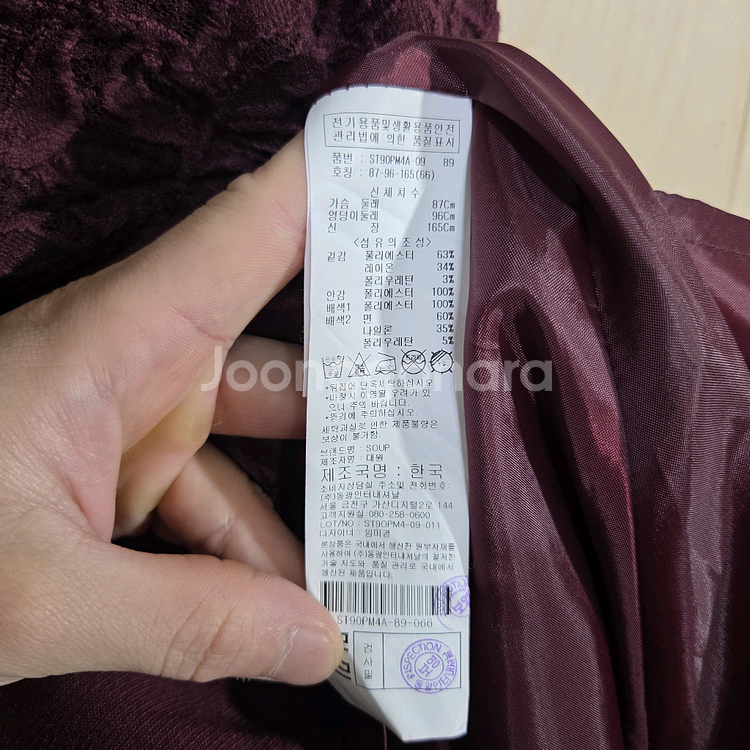 전기용품및생활용품안전
관리법에 의한 품질표시
품번 : ST90PM4A-09 89
호칭 : 87-96-165(66)
신체치수
가슴 둘레 87Cm
엉덩이둘레 96Cm
신 장 165Cm
<섬유의조성>
겉감 폴리에스터 63%
레이온 34%
폴리우레탄 3%
안감 폴리에스터 100%
배색1 폴리에스터 100%
배색2 면 60%
나일론 35%
폴리우레탄 5%
•뒤집어 단독세탁하십시오
•마찰시 이염될 우려가 있
으니 주의 바랍니다.
•뜯김에 주의하십시오.
세탁과실로 인한 제품불량은
보상이 불가함.
브랜드명 : SOUP
제조자명 : 대원
제조국명 : 한국
소비자상담실 주소및 전화번호:
(주)동광인터내셔날
서울 금천구 가산디지털2로 144
고객지원실:080-258-0600
LOT/NO : ST9OPM4-09-011
디자이너 : 임미경
본상품은 국내에서 생산한 원부자재를
사용하여 (주)동광인터내셔날의 철저한
기술 지도와 품질 관리로 국내에서
생산된 제품입니다.
ST90PM4A-89-066
검
사
필
INSPECTION